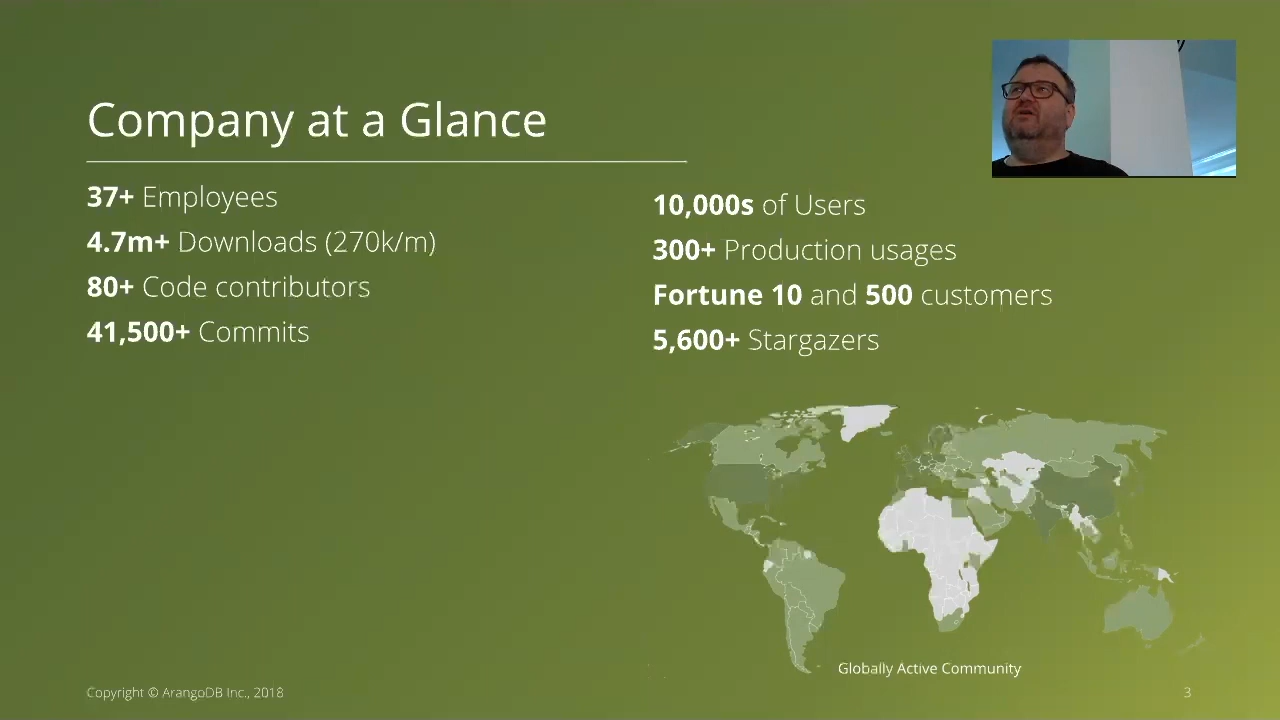 Company at a Glance
37+ Employees
4.7m+ Downloads (270k/m)
80+ Code contributors
41,500+ Commits
10,000s of Users
300+ Production usages
Fortune 10 and 500 customers
5,600+ Stargazers
Globally Active Community
Copyright © ArangoDB Inc., 2018
3